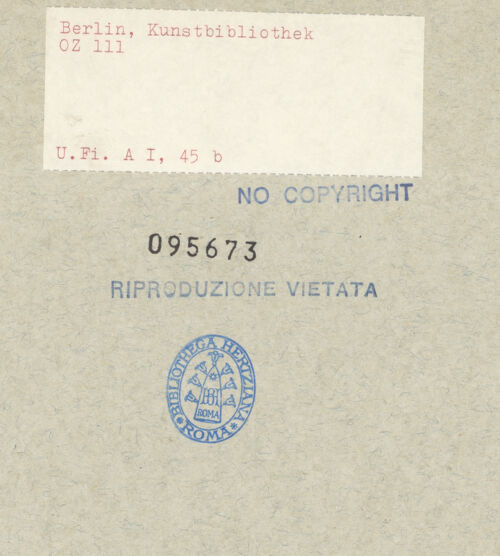 Berlin, Kunstbibliothek
OZ 111
U.Fi. A I, 45 b
NO COPYRIGHT
095673
RIPRODUZIONE VIETATA
BIBLIOTHECA HERTZIANA
BH
ROMA
*ROMA*